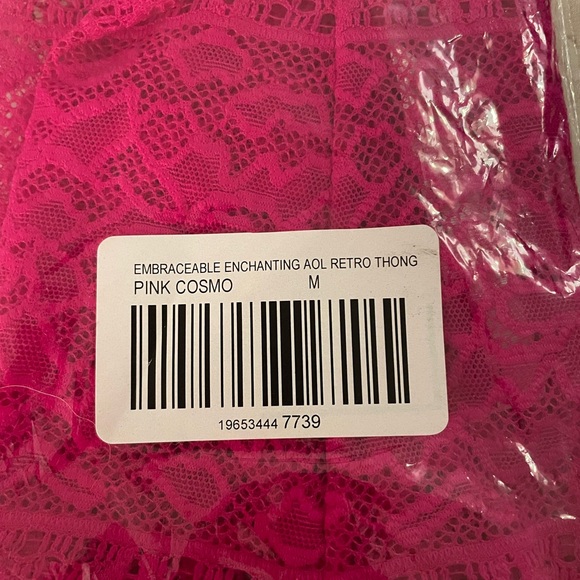 EMBRACEABLE ENCHANTING AOL RETRO THONG
PINK COSMO M
19653444 7739